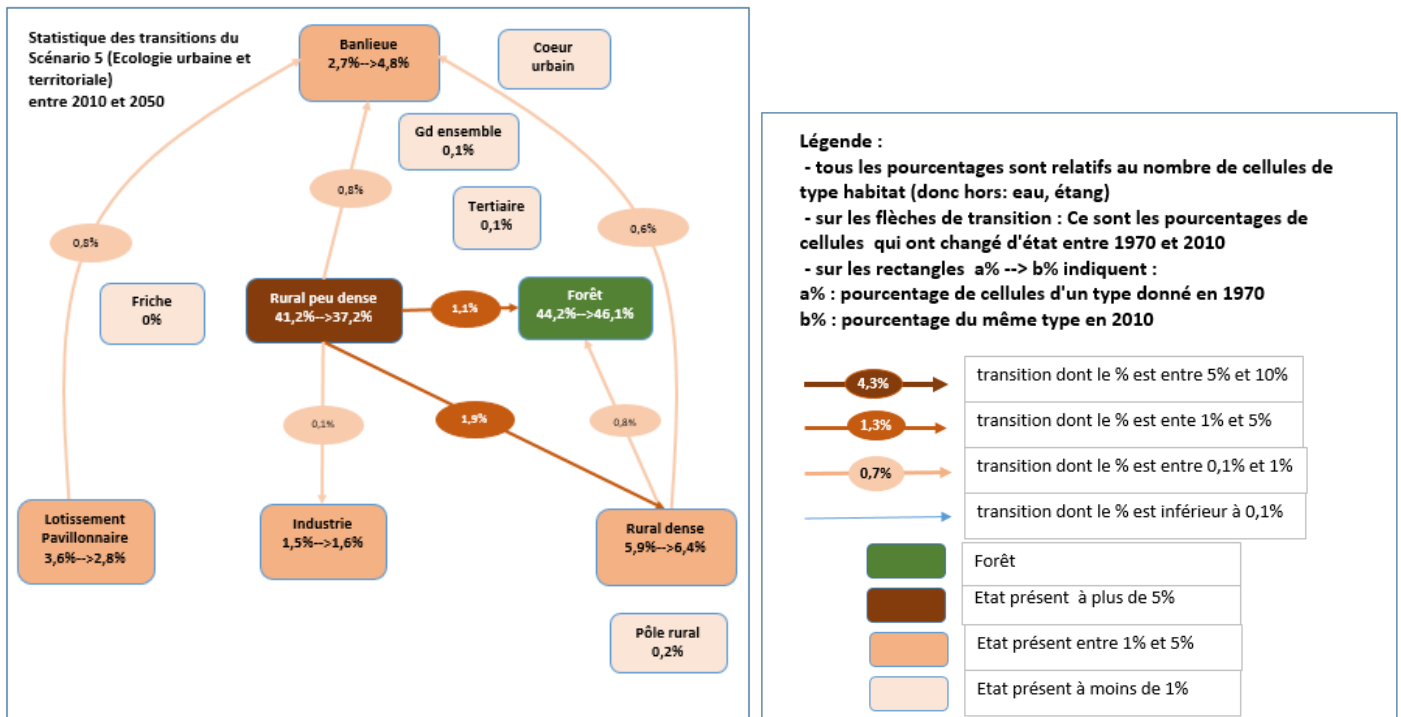 Statistique des transitions du
Scénario 5 (Ecologie urbaine et
territoriale)
entre 2010 et 2050
Banlieue
2,7%-->4,8%
Coeur
urbain
Gd ensemble
0,1%
0,8%
Tertiaire
0,1%
0,8%
0,6%
Friche
0%
Rural peu dense
41,2%-->37,2%
1,1%
Forêt
44,2%-->46,1%
0,1%
1,9%
0,8%
Lotissement
Pavillonnaire
3,6%-->2,8%
Industrie
1,5%-->1,6%
Rural dense
5,9%-->6,4%
Pôle rural
0,2%
Légende :
- tous les pourcentages sont relatifs au nombre de cellules de
type habitat (donc hors: eau, étang)
- sur les flèches de transition : Ce sont les pourcentages de
cellules qui ont changé d'état entre 1970 et 2010
- sur les rectangles a% --> b% indiquent :
a% : pourcentage de cellules d'un type donné en 1970
b% : pourcentage du même type en 2010
4,3%
transition dont le % est entre 5% et 10%
1,3%
transition dont le % est ente 1% et 5%
0,7%
transition dont le % est entre 0,1% et 1%
transition dont le % est inférieur à 0,1%
Forêt
Etat présent à plus de 5%
Etat présent entre 1% et 5%
Etat présent à moins de 1%